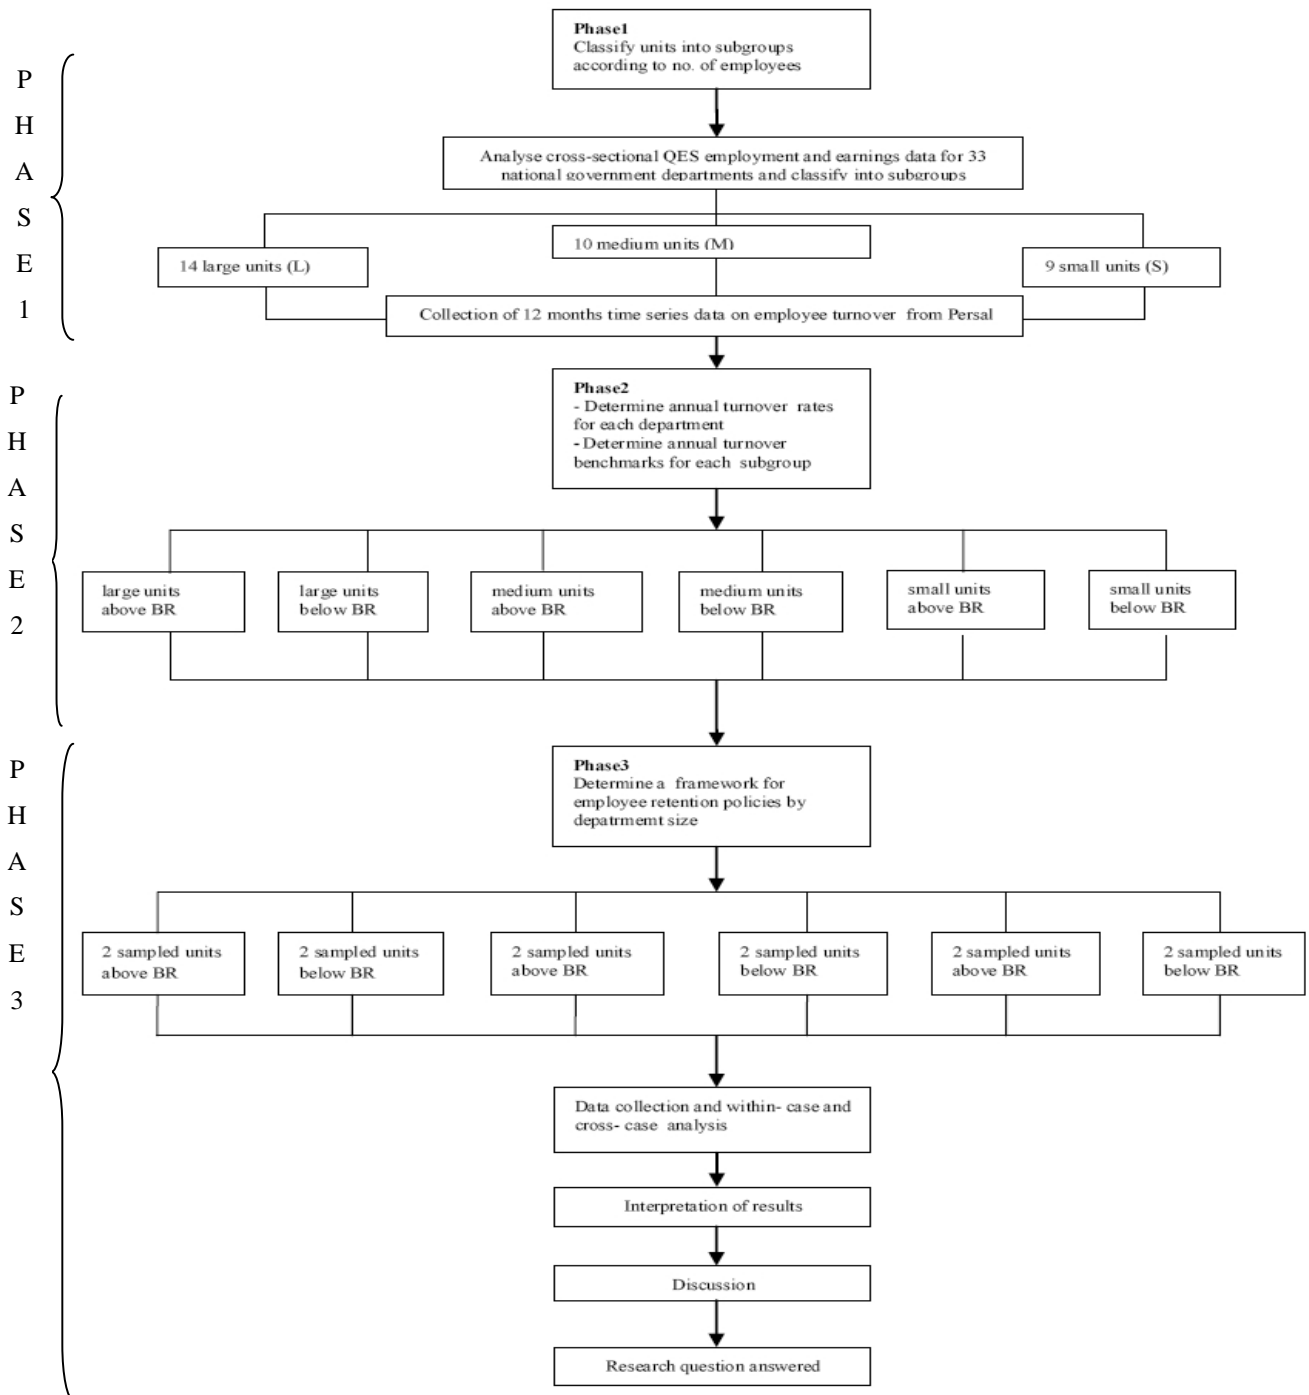 Phase1
Classify units into subgroups
according to no. of employees
Analyse cross-sectional QES employment and earnings data for 33
national government departments and classify into subgroups
14 large units (L)
10 medium units (M)
9 small units (S)
Collection of 12 months time series data on employee turnover from Persal
P
H
A
S
E
1
Phase2
- Determine annual turnover rates
for each department
- Determine annual turnover
benchmarks for each subgroup
large units
above BR
large units
below BR
medium units
above BR
medium units
below BR
small units
above BR
small units
below BR
P
H
A
S
E
2
Phase3
Determine a framework for
employee retention policies by
depatrmemt size
2 sampled units
above BR
2 sampled units
below BR
2 sampled units
above BR
2 sampled units
below BR
2 sampled units
above BR
2 sampled units
below BR
P
H
A
S
E
3
Data collection and within- case and
cross- case analysis
Interpretation of results
Discussion
Research question answered